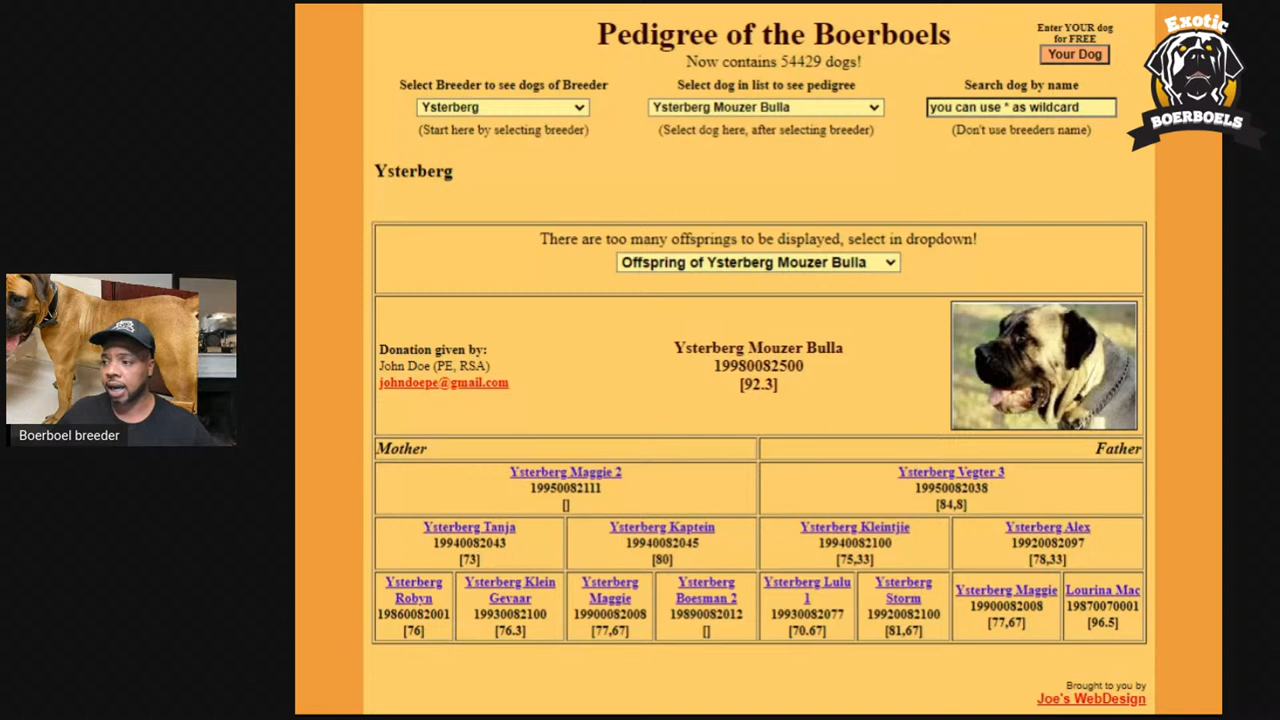 Pedigree of the Boerboels
Now contains 54429 dogs!
Enter YOUR dog
for FREE
Your Dog
Exotic
BOERBOELS
Select Breeder to see dogs of Breeder
Ysterberg
(Start here by selecting breeder)
Select dog in list to see pedigree
Ysterberg Mouzer Bulla
(Select dog here, after selecting breeder)
Search dog by name
you can use * as wildcard
(Don't use breeders name)
Ysterberg
There are too many offsprings to be displayed, select in dropdown!
Offspring of Ysterberg Mouzer Bulla
Donation given by:
John Doe (PE, RSA)
johndoepe@gmail.com
Ysterberg Mouzer Bulla
19980082500
[92.3]
Mother
Father
Ysterberg Maggie 2
19950082111
[]
Ysterberg Vegter 3
19950082038
[84,8]
Ysterberg Tanja
19940082043
[73]
Ysterberg Kaptein
19940082045
[80]
Ysterberg Kleintjie
19940082100
[75,33]
Ysterberg Alex
19920082097
[78,33]
Ysterberg
Robyn
19860082001
[76]
Ysterberg Klein
Gevaar
19930082100
[76.3]
Ysterberg
Maggie
19900082008
[77,67]
Ysterberg
Boesman 2
19890082012
[]
Ysterberg Lulu
1
19930082077
[70.67]
Ysterberg
Storm
19920082100
[81,67]
Ysterberg Maggie
19900082008
[77,67]
Lourina Mac
19870070001
[96.5]
Boerboel breeder
Brought to you by
Joe's WebDesign